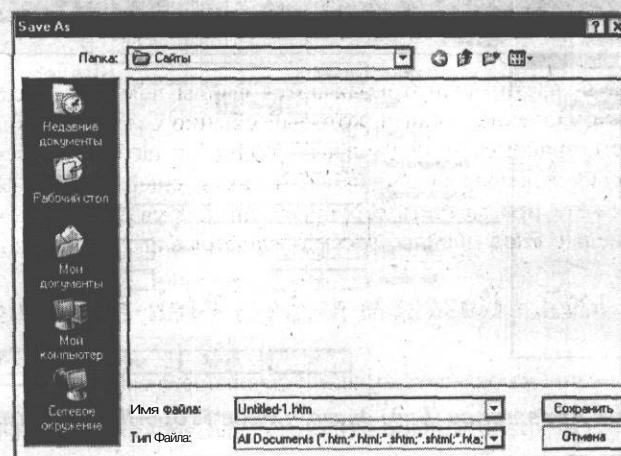 Save As
Папка: Сайты
Недавние
документы
Рабочий стол
Мои
документы
Мой
компьютер
Сетевое
окружение
Имя файла: Untitled-1.htm Сохранить
Тип Файла: All Documents (*.htm;*.html;*.shtm;*.shtml;*.hta; Отмена